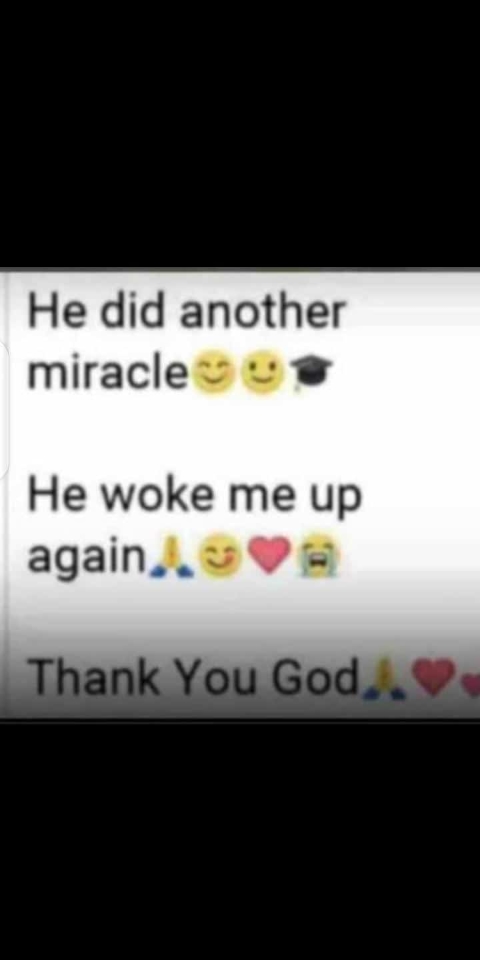 He did another
miracle😊🙂🎓
He woke me up
again🙏😋❤️😭
Thank You God🙏❤️💕